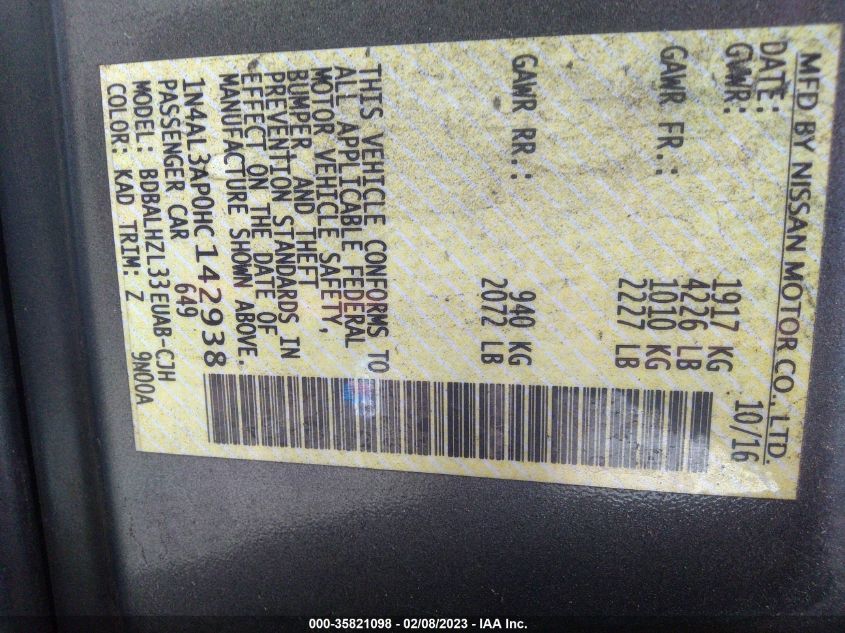 MFD BY NISSAN MOTOR CO., LTD.
DATE: 10/16
GVWR: 1917 KG
4226 LB
GAWR FR.: 1010 KG
2227 LB
GAWR RR.: 940 KG
2072 LB
THIS VEHICLE CONFORMS TO
ALL APPLICABLE FEDERAL
MOTOR VEHICLE SAFETY,
BUMPER AND THEFT
PREVENTION STANDARDS IN
EFFECT ON THE DATE OF
MANUFACTURE SHOWN ABOVE.
1N4AL3AP0HC142938
PASSENGER CAR 649
MODEL: BDBALHZL33EUAB-CJH
COLOR: KAD TRIM: Z 9N00A
000-35821098 - 02/08/2023 - IAA Inc.